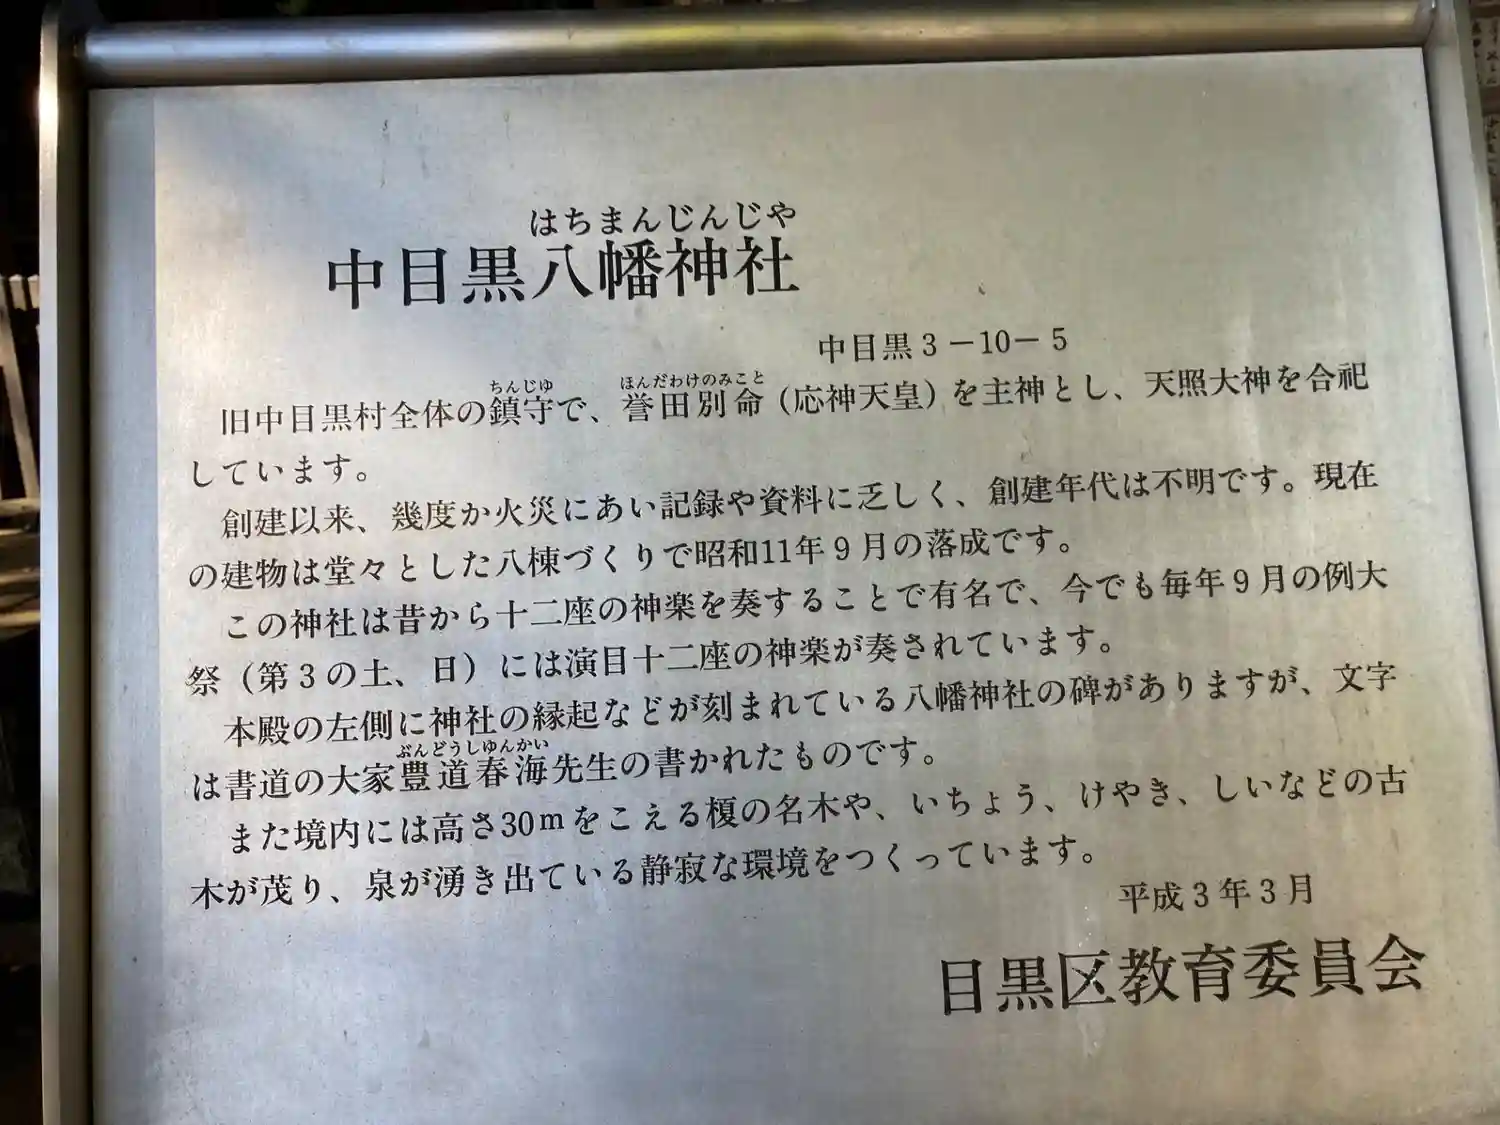 はちまんじんじや
中目黒八幡神社
中目黒3－10－5
ちんじゆ ほんだわけのみこと
旧中目黒村全体の鎮守で、誉田別命（応神天皇）を主神とし、天照大神を合祀
しています。
創建以来、幾度か火災にあい記録や資料に乏しく、創建年代は不明です。現在
の建物は堂々とした八棟づくりで昭和11年9月の落成です。
この神社は昔から十二座の神楽を奏することで有名で、今でも毎年9月の例大
祭（第3の土、日）には演目十二座の神楽が奏されています。
本殿の左側に神社の縁起などが刻まれている八幡神社の碑がありますが、文字
ぶんどうしゆんかい
は書道の大家豊道春海先生の書かれたものです。
また境内には高さ30mをこえる榎の名木や、いちょう、けやき、しいなどの古
木が茂り、泉が湧き出ている静寂な環境をつくっています。
平成3年3月
目黒区教育委員会